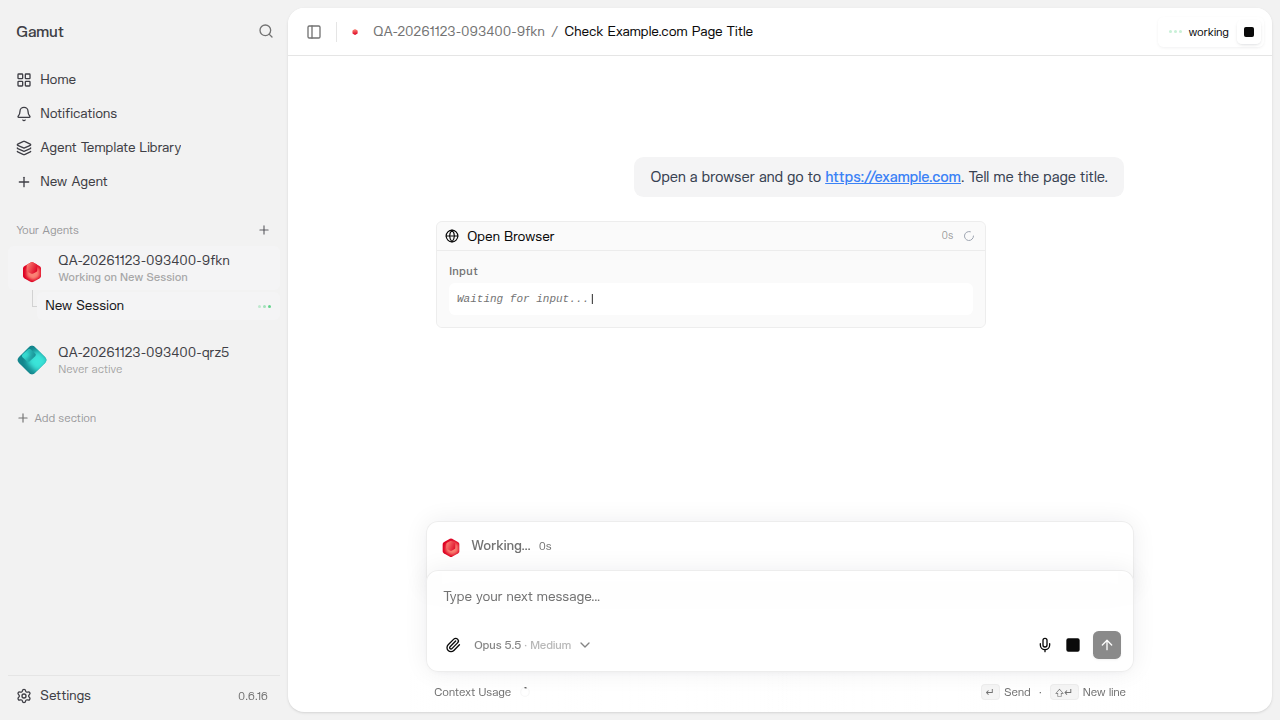 Gamut
Home
Notifications
Agent Template Library
New Agent
Your Agents
QA-20261123-093400-9fkn
Working on New Session
New Session
QA-20261123-093400-qrz5
Never active
Add section
Settings
0.6.16
QA-20261123-093400-9fkn / Check Example.com Page Title
working
Open a browser and go to https://example.com. Tell me the page title.
Open Browser
0s
Input
Waiting for input...
Working... 0s
Type your next message...
Opus 5.5 · Medium
Context Usage
Send · New line